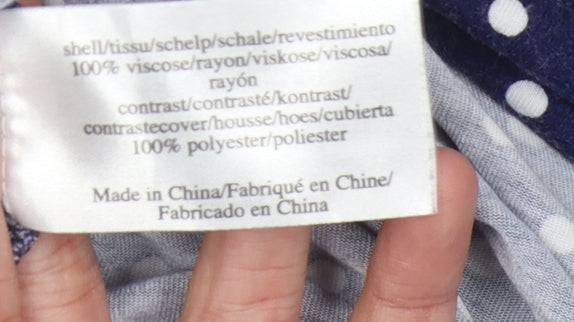 shell/tissu/schelp/schale/revestimiento
100% viscose/rayon/viskose/viscosa/
rayón
contrast/contrasté/kontrast/
contrastecover/housse/hoes/cubierta
100% polyester/poliester
Made in China/Fabriqué en Chine/
Fabricado en China